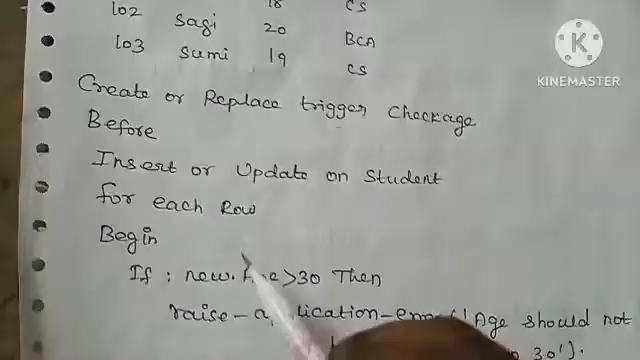 102 Sagi 18 CS
103 Sumi 20 BCA
19 CS
KINEMASTER
Create or Replace trigger Checkage
Before
Insert or Update on Student
for each Row
Begin
If : new. >30 Then
raise - Age should not
30').